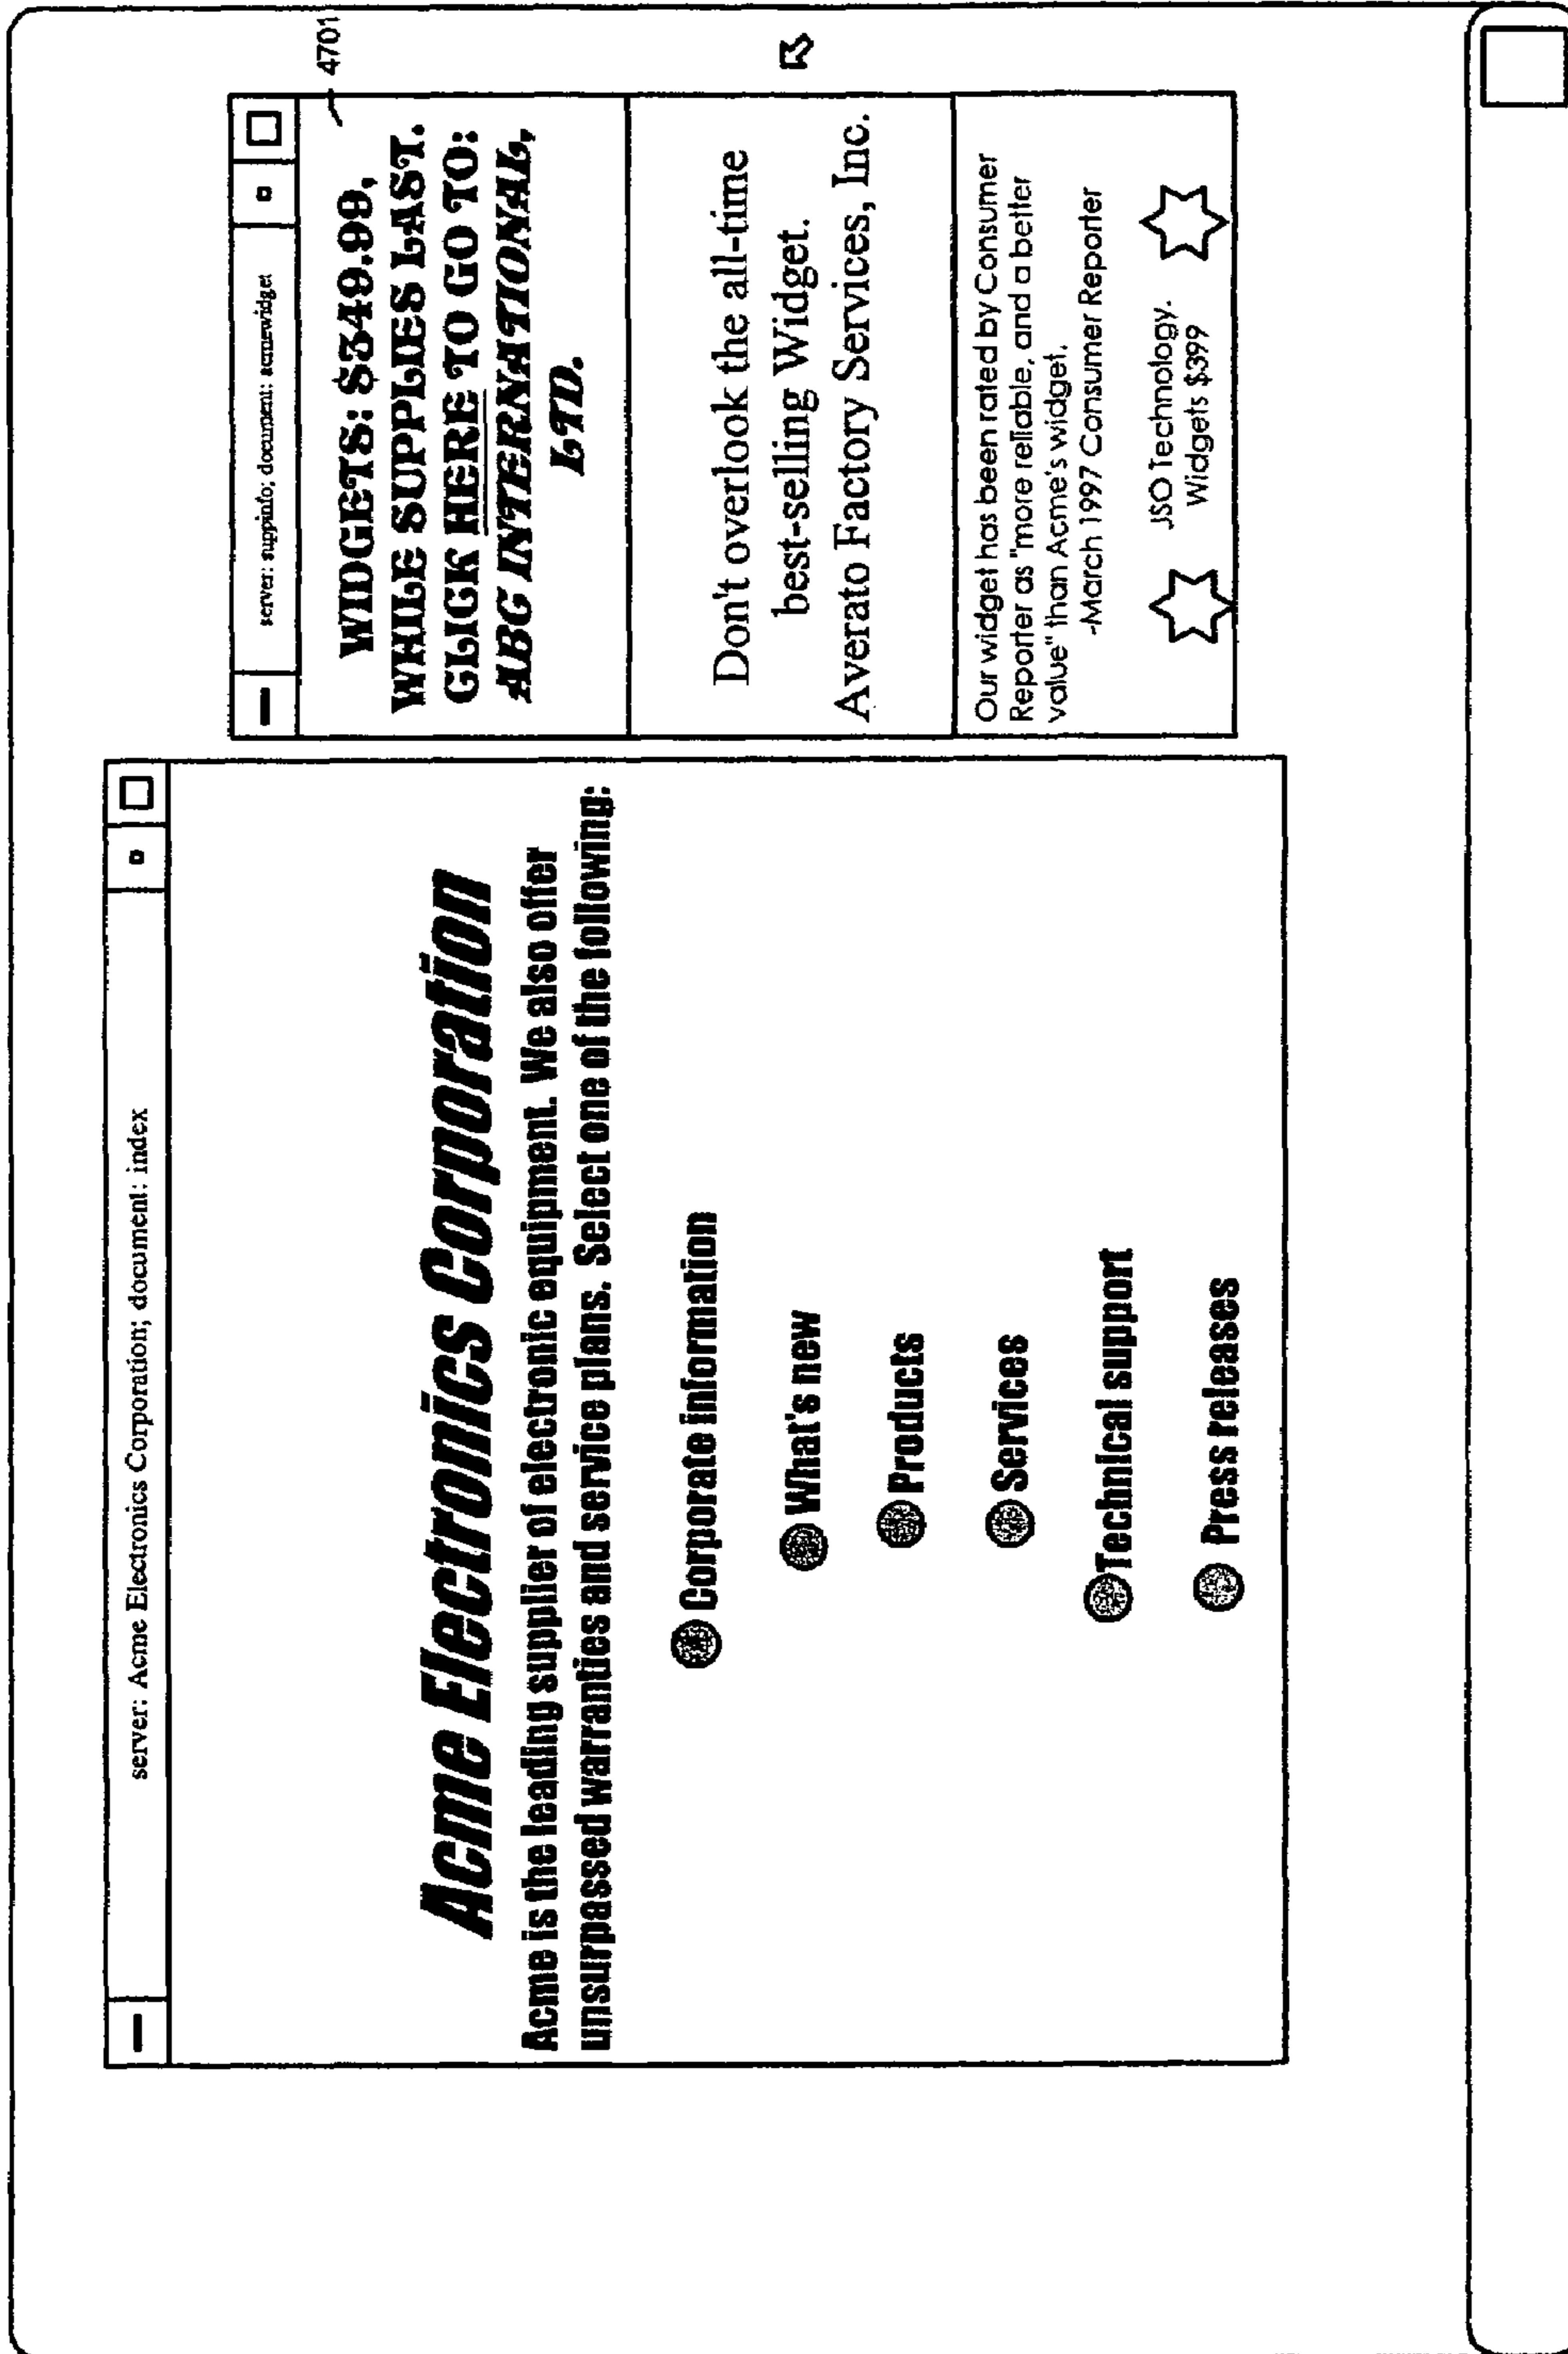 server: Acme Electronics Corporation; document: index
Acme Electronics Corporation
Acme is the leading supplier of electronic equipment. We also offer
unsurpassed warranties and service plans. Select one of the following:
Corporate information
What's new
Products
Services
Technical support
Press releases
server: suppinfo; document: acmewidget
4701
WIDGETS: $349.99,
WHILE SUPPLIES LAST.
CLICK HERE TO GO TO:
ABG INTERNATIONAL,
LTD.
Don't overlook the all-time
best-selling Widget.
Averato Factory Services, Inc.
Our widget has been rated by Consumer
Reporter as "more reliable, and a better
value" than Acme's widget.
-March 1997 Consumer Reporter
JSO Technology.
Widgets $399